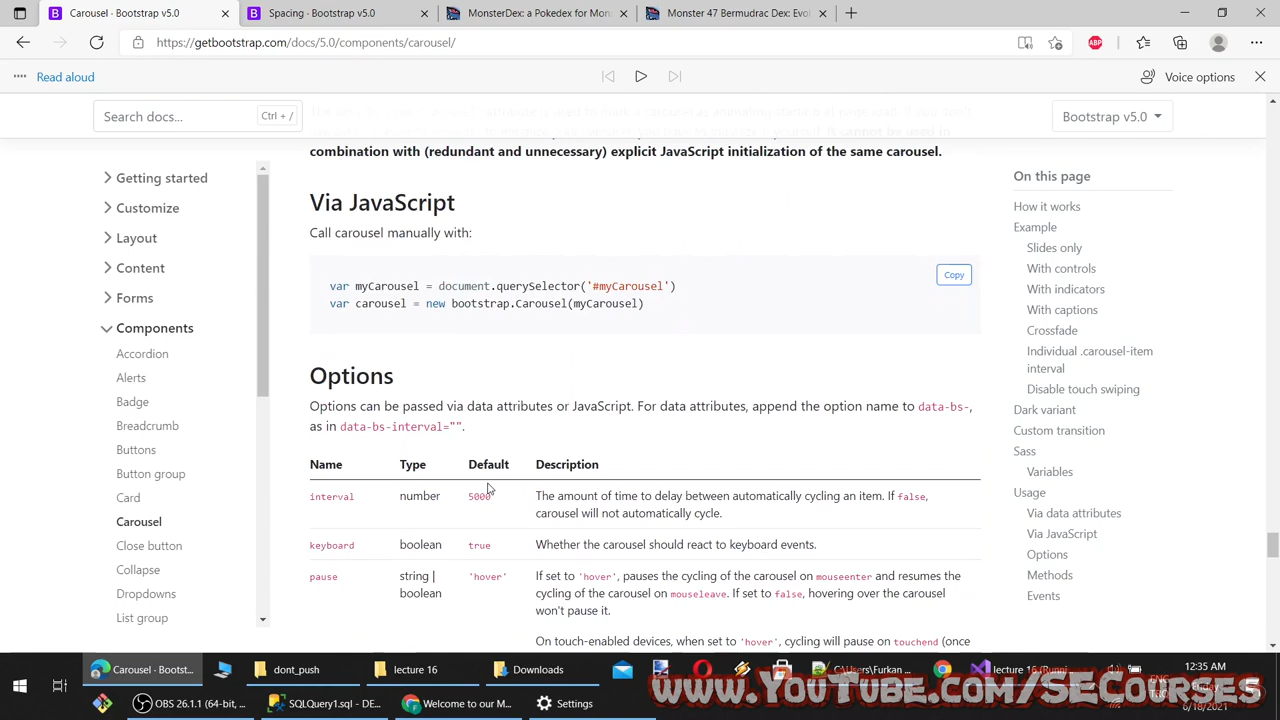 Carousel · Bootstrap v5.0
Spacing · Bootstrap v5.0
MonsterDex: a Pokedex for Mon
Monster 47 Bermudrac Dex: Evol
https://getbootstrap.com/docs/5.0/components/carousel/
ABP
Read aloud
Voice options
Search docs...
Ctrl + /
Bootstrap v5.0
combination with (redundant and unnecessary) explicit JavaScript initialization of the same carousel.
Getting started
Customize
Layout
Content
Forms
Components
Accordion
Alerts
Badge
Breadcrumb
Buttons
Button group
Card
Carousel
Close button
Collapse
Dropdowns
List group
Via JavaScript
Call carousel manually with:
Copy
var myCarousel = document.querySelector('#myCarousel')
var carousel = new bootstrap.Carousel(myCarousel)
Options
Options can be passed via data attributes or JavaScript. For data attributes, append the option name to data-bs-,
as in data-bs-interval="".
Name Type Default Description
interval number 5000 The amount of time to delay between automatically cycling an item. If false,
carousel will not automatically cycle.
keyboard boolean true Whether the carousel should react to keyboard events.
pause string | 'hover' If set to 'hover', pauses the cycling of the carousel on mouseenter and resumes the
boolean cycling of the carousel on mouseleave. If set to false, hovering over the carousel
won't pause it.
On touch-enabled devices, when set to 'hover', cycling will pause on touchend (once
On this page
How it works
Example
Slides only
With controls
With indicators
With captions
Crossfade
Individual .carousel-item
interval
Disable touch swiping
Dark variant
Custom transition
Sass
Variables
Usage
Via data attributes
Via JavaScript
Options
Methods
Events
Carousel · Bootst...
dont_push
lecture 16
Downloads
C:\Users\Furkan ...
lecture 16 (Runni...
12:35 AM
6/18/2021
OBS 26.1.1 (64-bit, ...
SQLQuery1.sql - DE...
Welcome to our M...
Settings
www.YouTube.com/SECourses